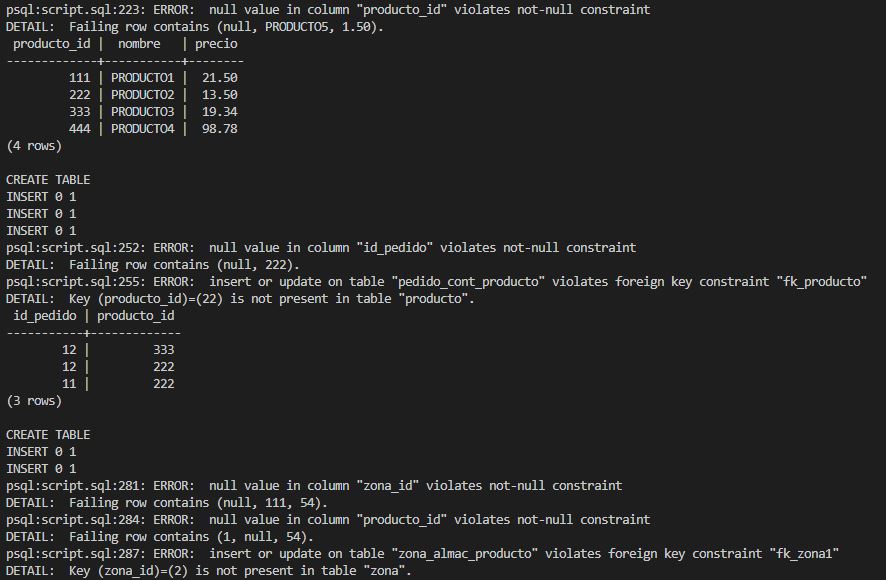 psql:script.sql:223: ERROR:  null value in column "producto_id" violates not-null constraint
DETAIL:  Failing row contains (null, PRODUCTO5, 1.50).
 producto_id |  nombre   | precio
-------------+-----------+--------
         111 | PRODUCTO1 |  21.50
         222 | PRODUCTO2 |  13.50
         333 | PRODUCTO3 |  19.34
         444 | PRODUCTO4 |  98.78
(4 rows)

CREATE TABLE
INSERT 0 1
INSERT 0 1
INSERT 0 1
psql:script.sql:252: ERROR:  null value in column "id_pedido" violates not-null constraint
DETAIL:  Failing row contains (null, 222).
psql:script.sql:255: ERROR:  insert or update on table "pedido_cont_producto" violates foreign key constraint "fk_producto"
DETAIL:  Key (producto_id)=(22) is not present in table "producto".
 id_pedido | producto_id
-----------+-------------
        12 |         333
        12 |         222
        11 |         222
(3 rows)

CREATE TABLE
INSERT 0 1
INSERT 0 1
psql:script.sql:281: ERROR:  null value in column "zona_id" violates not-null constraint
DETAIL:  Failing row contains (null, 111, 54).
psql:script.sql:284: ERROR:  null value in column "producto_id" violates not-null constraint
DETAIL:  Failing row contains (1, null, 54).
psql:script.sql:287: ERROR:  insert or update on table "zona_almac_producto" violates foreign key constraint "fk_zona1"
DETAIL:  Key (zona_id)=(2) is not present in table "zona".